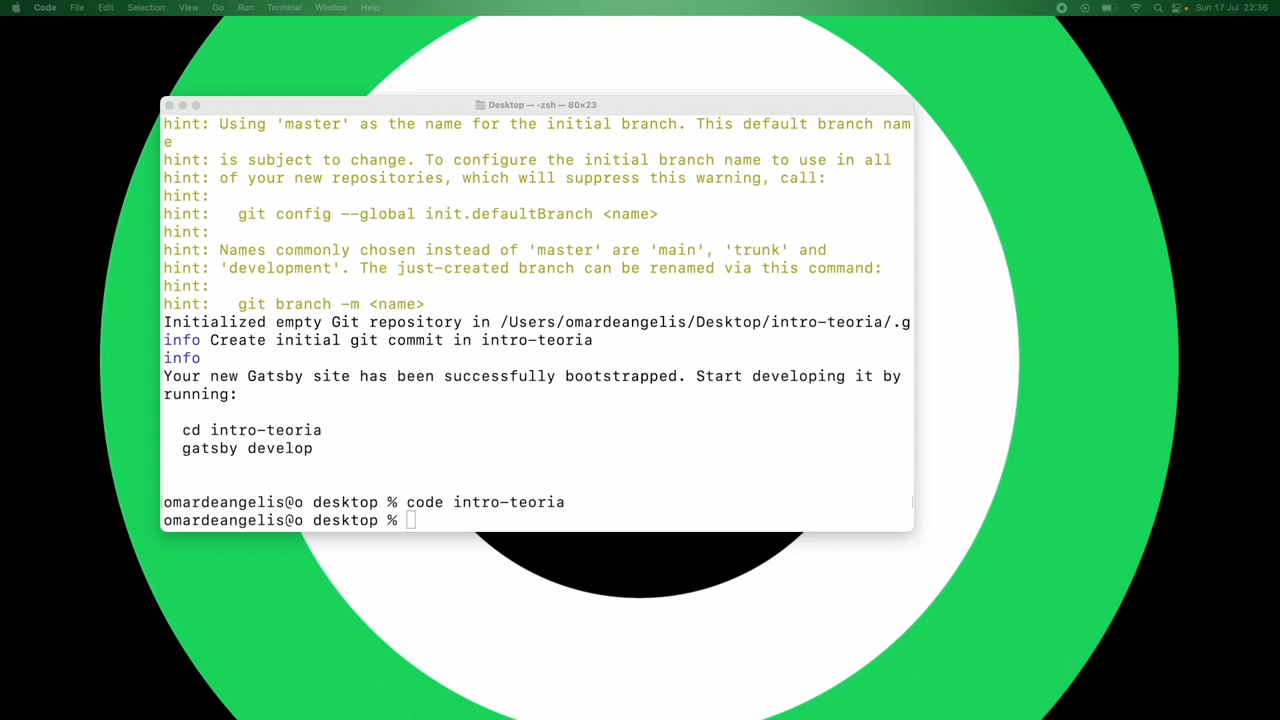 Code File Edit Selection View Go Run Terminal Window Help Sun 17 Jul 22:36
Desktop — -zsh — 80×23
hint: Using 'master' as the name for the initial branch. This default branch nam
e
hint: is subject to change. To configure the initial branch name to use in all
hint: of your new repositories, which will suppress this warning, call:
hint:
hint:   git config --global init.defaultBranch <name>
hint:
hint: Names commonly chosen instead of 'master' are 'main', 'trunk' and
hint: 'development'. The just-created branch can be renamed via this command:
hint:
hint:   git branch -m <name>
Initialized empty Git repository in /Users/omardeangelis/Desktop/intro-teoria/.g
info Create initial git commit in intro-teoria
info
Your new Gatsby site has been successfully bootstrapped. Start developing it by
running:
  cd intro-teoria
  gatsby develop
omardeangelis@o desktop % code intro-teoria
omardeangelis@o desktop %